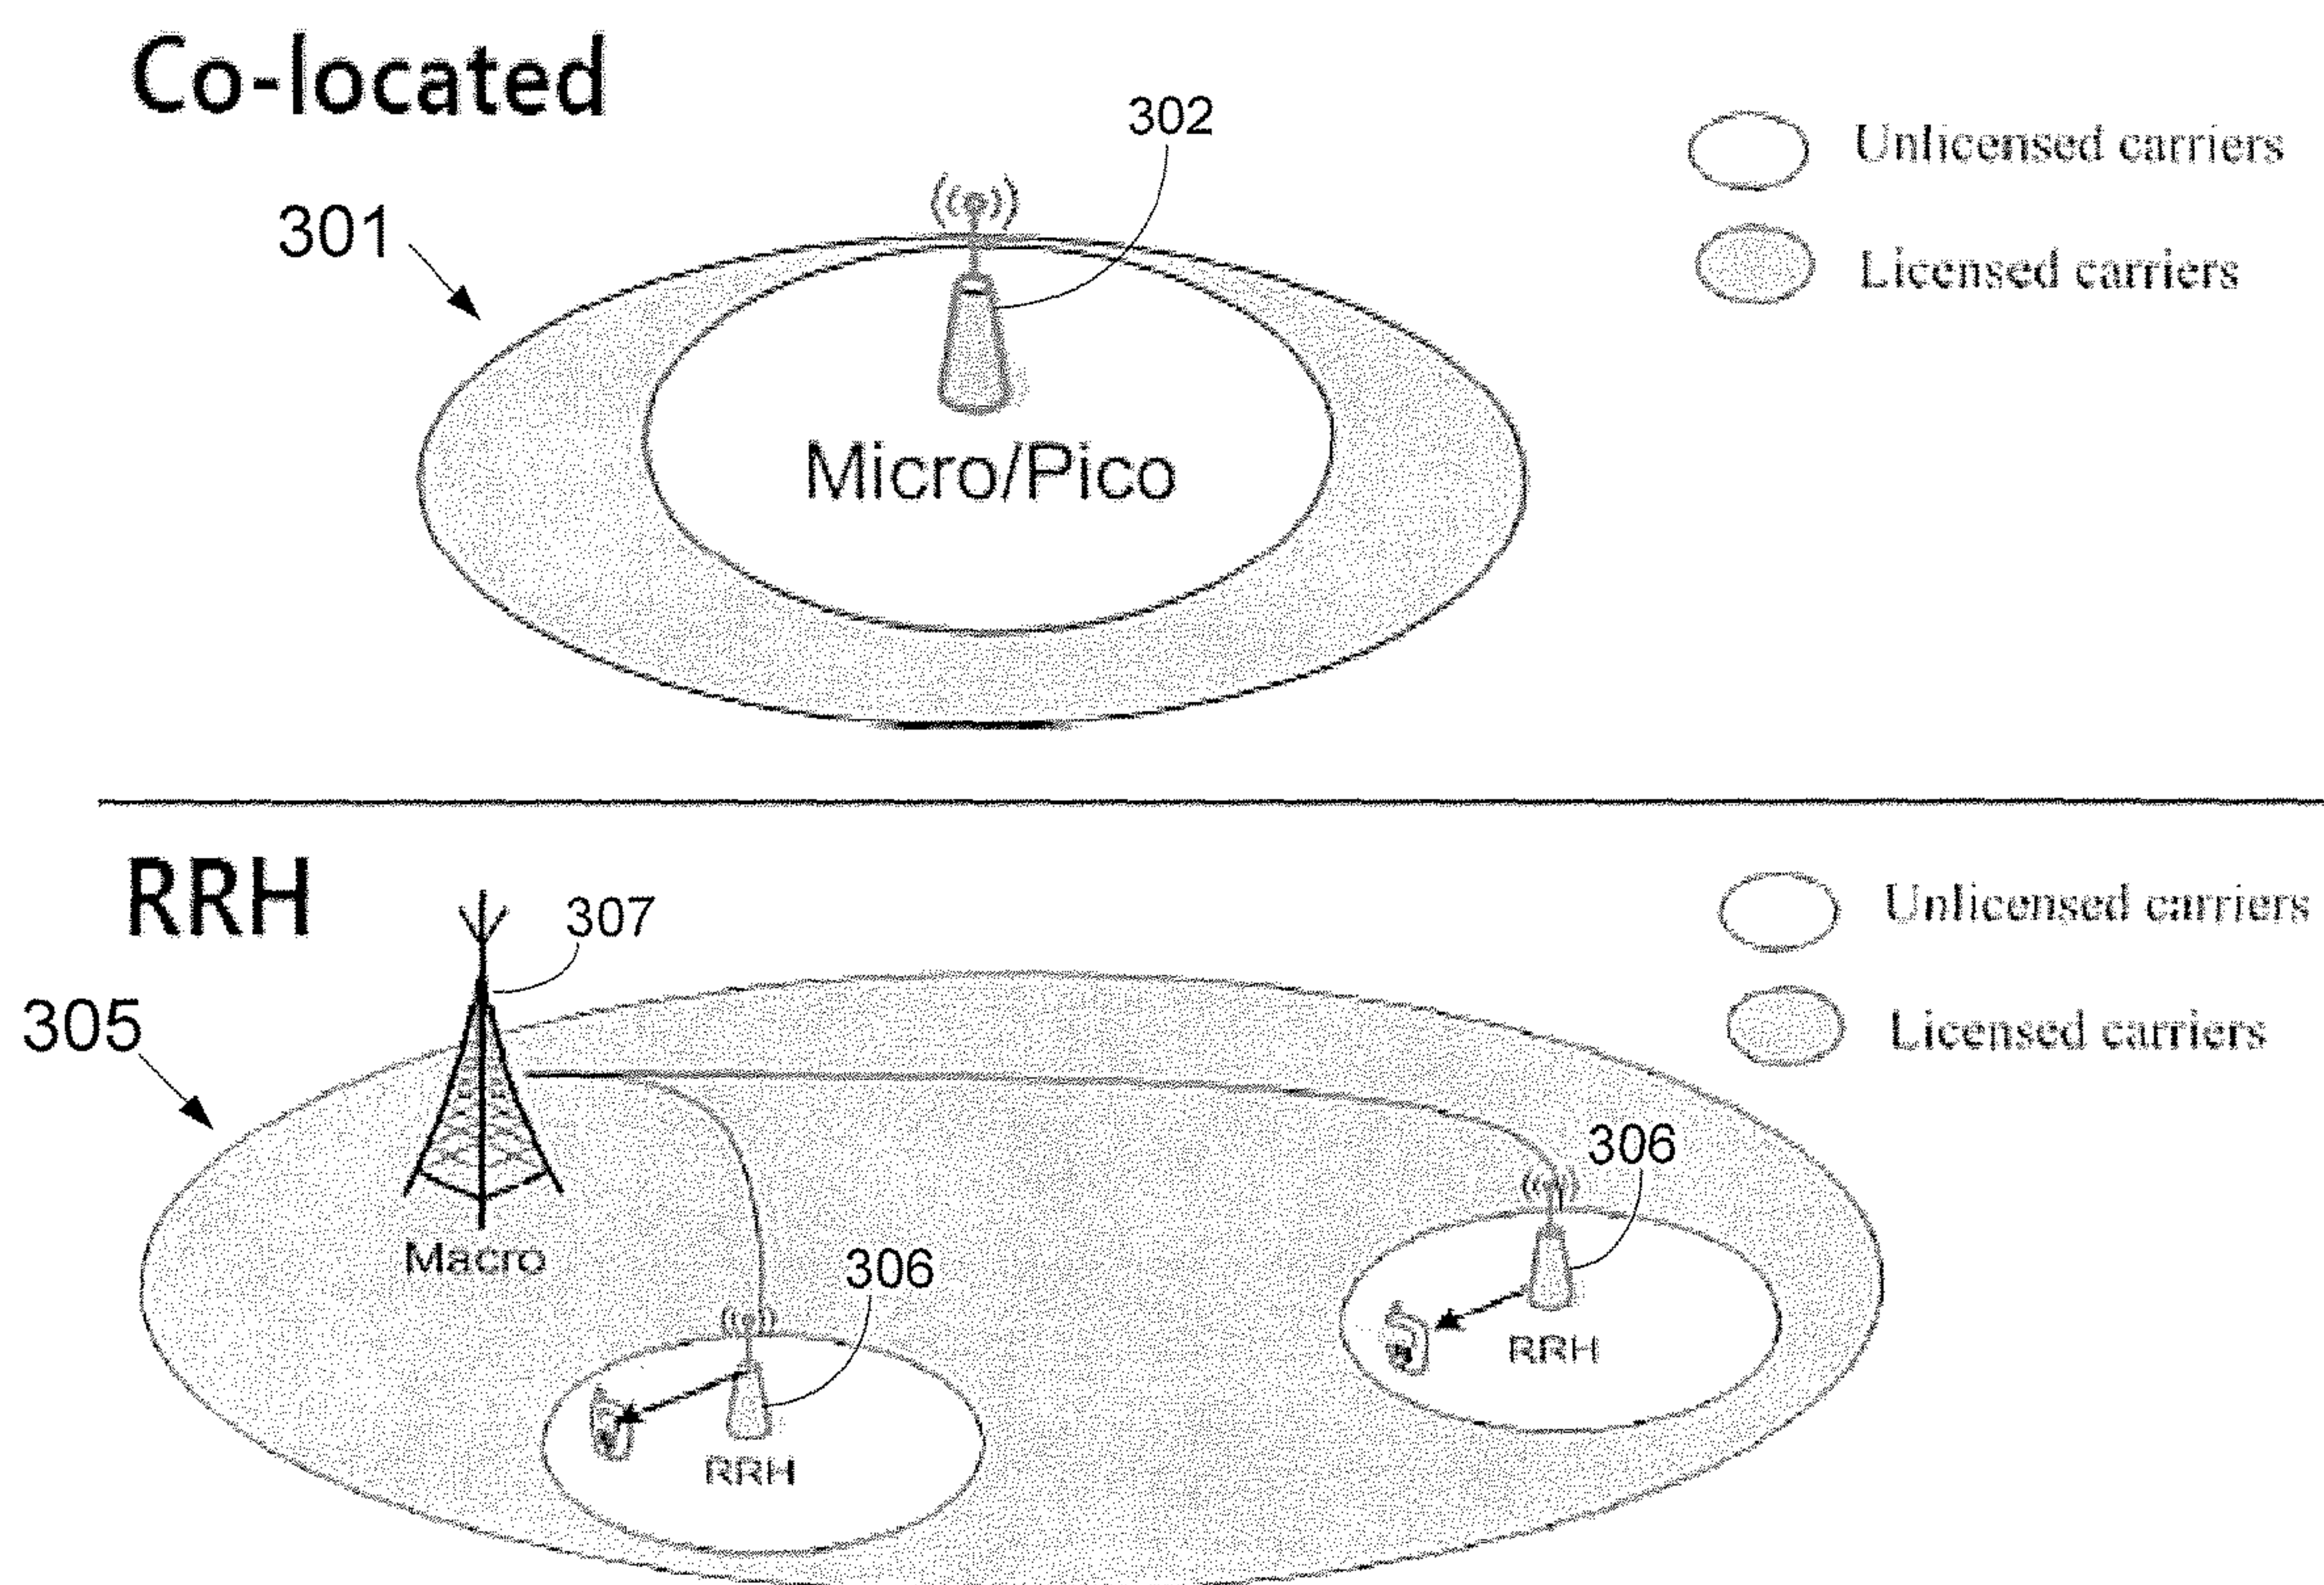 Co-located
302
Unlicensed carriers
301
Licensed carriers
Micro/Pico
RRH
307
Unlicensed carriers
305
Licensed carriers
306
Macro
306
RRH
RRH